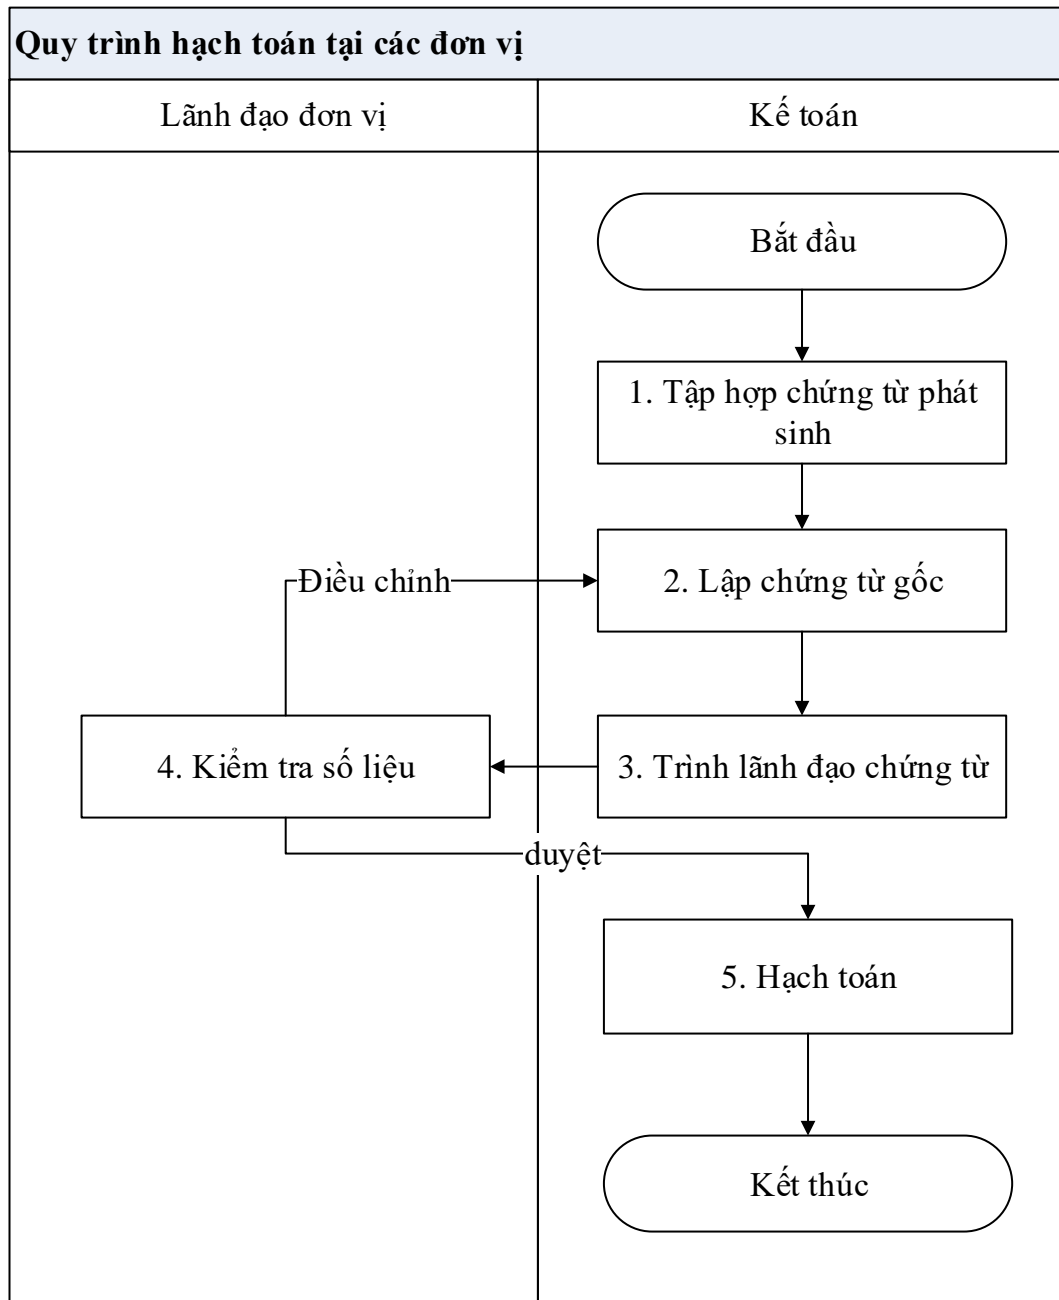 Quy trình hạch toán tại các đơn vị
Lãnh đạo đơn vị
Kế toán
Bắt đầu
1. Tập hợp chứng từ phát
sinh
Điều chỉnh
2. Lập chứng từ gốc
4. Kiểm tra số liệu
3. Trình lãnh đạo chứng từ
duyệt
5. Hạch toán
Kết thúc